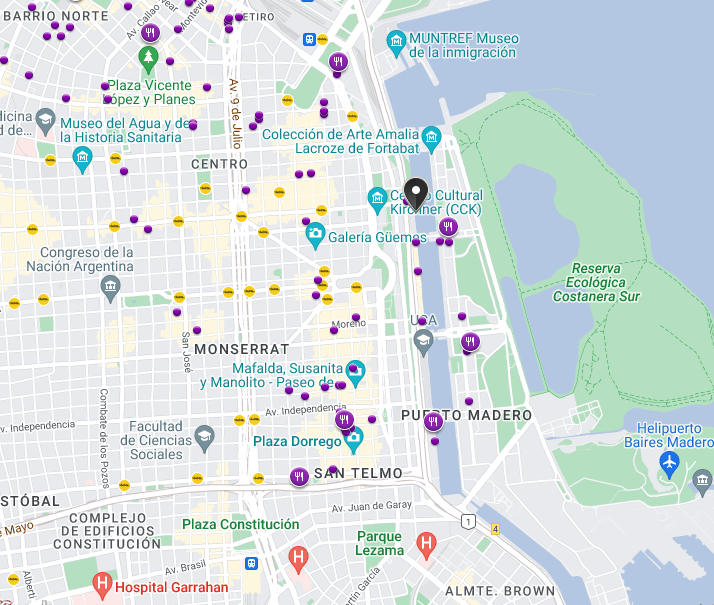 BARRIO NORTE
Av. Callao
Montevideo
RETIRO
MUNTREF Museo
de la inmigración
Plaza Vicente
López y Planes
Av. 9 de Julio
Museo del Agua y de
la Historia Sanitaria
dicina
d de...
Colección de Arte Amalia
Lacroze de Fortabat
CENTRO
Centro Cultural
Kirchner (CCK)
Galería Güemes
Congreso de la
Nación Argentina
Reserva
Ecológica
Costanera Sur
Moreno
UCA
San José
MONSERRAT
Mafalda, Susanita
y Manolito - Paseo de...
Combate de los Pozos
Av. Independencia
PUERTO MADERO
v. Independencia
Facultad
de Ciencias
Sociales
Plaza Dorrego
Helipuerto
Baires Madero
SAN TELMO
STÓBAL
e Mayo
COMPLEJO
DE EDIFICIOS
CONSTITUCIÓN
Plaza Constitución
Av. Juan de Garay
1
4
Parque
Lezama
H
H
Av. Brasil
Alberti
H
Hospital Garrahan
Martín García
ALMTE. BROWN